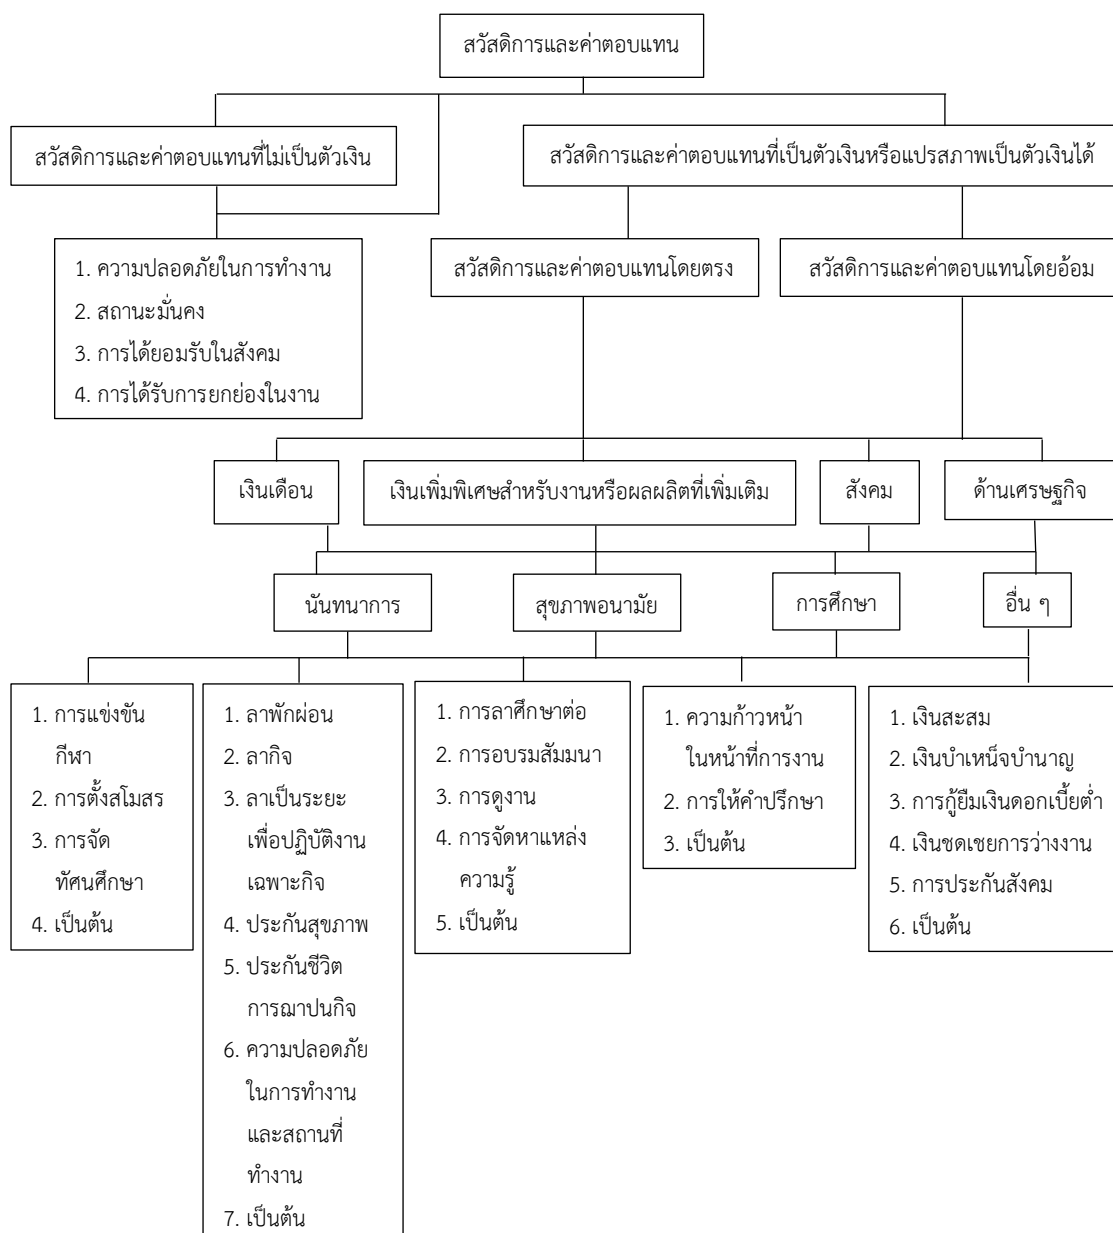 สวัสดิการและค่าตอบแทน
สวัสดิการและค่าตอบแทนที่ไม่เป็นตัวเงิน
สวัสดิการและค่าตอบแทนที่เป็นตัวเงินหรือแปรสภาพเป็นตัวเงินได้
1. ความปลอดภัยในการทำงาน
2. สถานะมั่นคง
3. การได้ยอมรับในสังคม
4. การได้รับการยกย่องในงาน
สวัสดิการและค่าตอบแทนโดยตรง
สวัสดิการและค่าตอบแทนโดยอ้อม
เงินเดือน
เงินเพิ่มพิเศษสำหรับงานหรือผลผลิตที่เพิ่มเติม
สังคม
ด้านเศรษฐกิจ
นันทนาการ
สุขภาพอนามัย
การศึกษา
อื่น ๆ
1. การแข่งขัน
กีฬา
2. การตั้งสโมสร
3. การจัด
ทัศนศึกษา
4. เป็นต้น
1. ลาพักผ่อน
2. ลากิจ
3. ลาเป็นระยะ
เพื่อปฏิบัติงาน
เฉพาะกิจ
4. ประกันสุขภาพ
5. ประกันชีวิต
การฌาปนกิจ
6. ความปลอดภัย
ในการทำงาน
และสถานที่
ทำงาน
7. เป็นต้น
1. การลาศึกษาต่อ
2. การอบรมสัมมนา
3. การดูงาน
4. การจัดหาแหล่ง
ความรู้
5. เป็นต้น
1. ความก้าวหน้า
ในหน้าที่การงาน
2. การให้คำปรึกษา
3. เป็นต้น
1. เงินสะสม
2. เงินบำเหน็จบำนาญ
3. การกู้ยืมเงินดอกเบี้ยต่ำ
4. เงินชดเชยการว่างงาน
5. การประกันสังคม
6. เป็นต้น